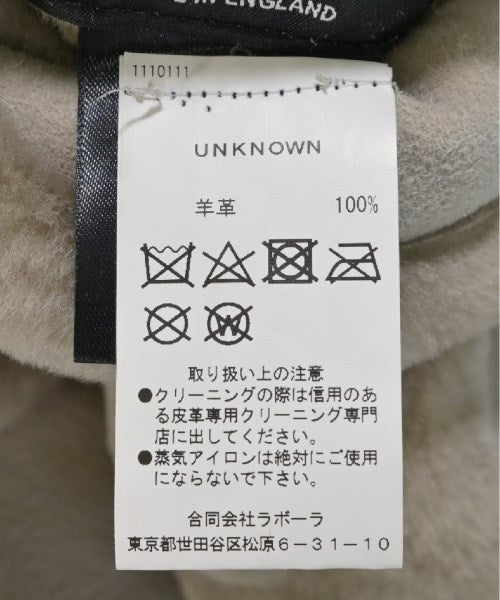 ENGLAND
1110111
UNKNOWN
羊革 100%
W
取り扱い上の注意
●クリーニングの際は信用のあ
る皮革専用クリーニング専門
店に出してください。
●蒸気アイロンは絶対にご使用
にならないで下さい。
合同会社ラボーラ
東京都世田谷区松原6-31-10